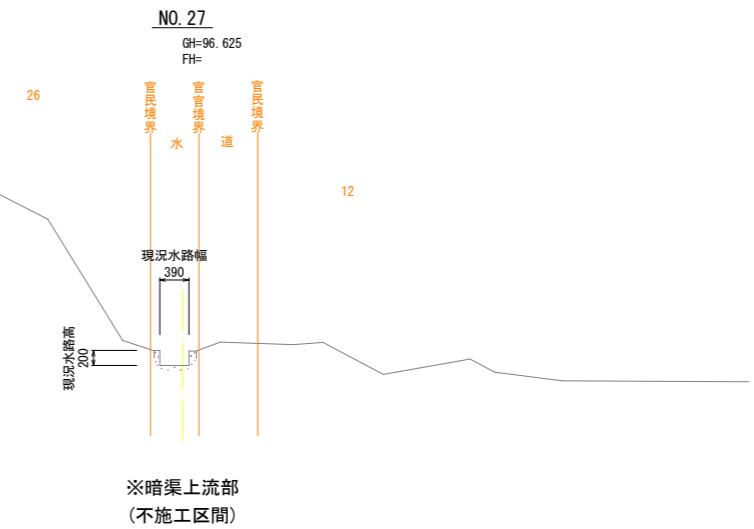 NO.27
GH=96.625
FH=
26
官民境界
官官境界
官民境界
水
道
12
現況水路幅
390
現況水路高
200
※暗渠上流部
(不施工区間)